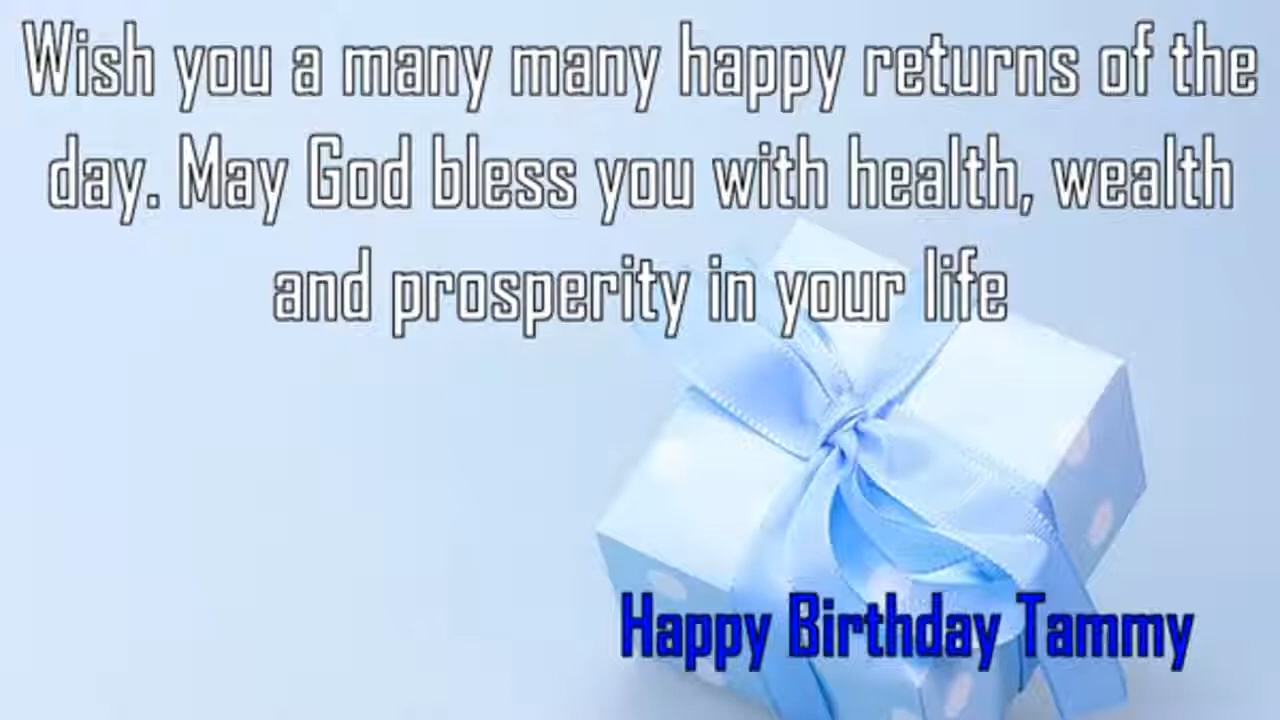 Wish you a many many happy returns of the
day. May God bless you with health, wealth
and prosperity in your life
Happy Birthday Tammy